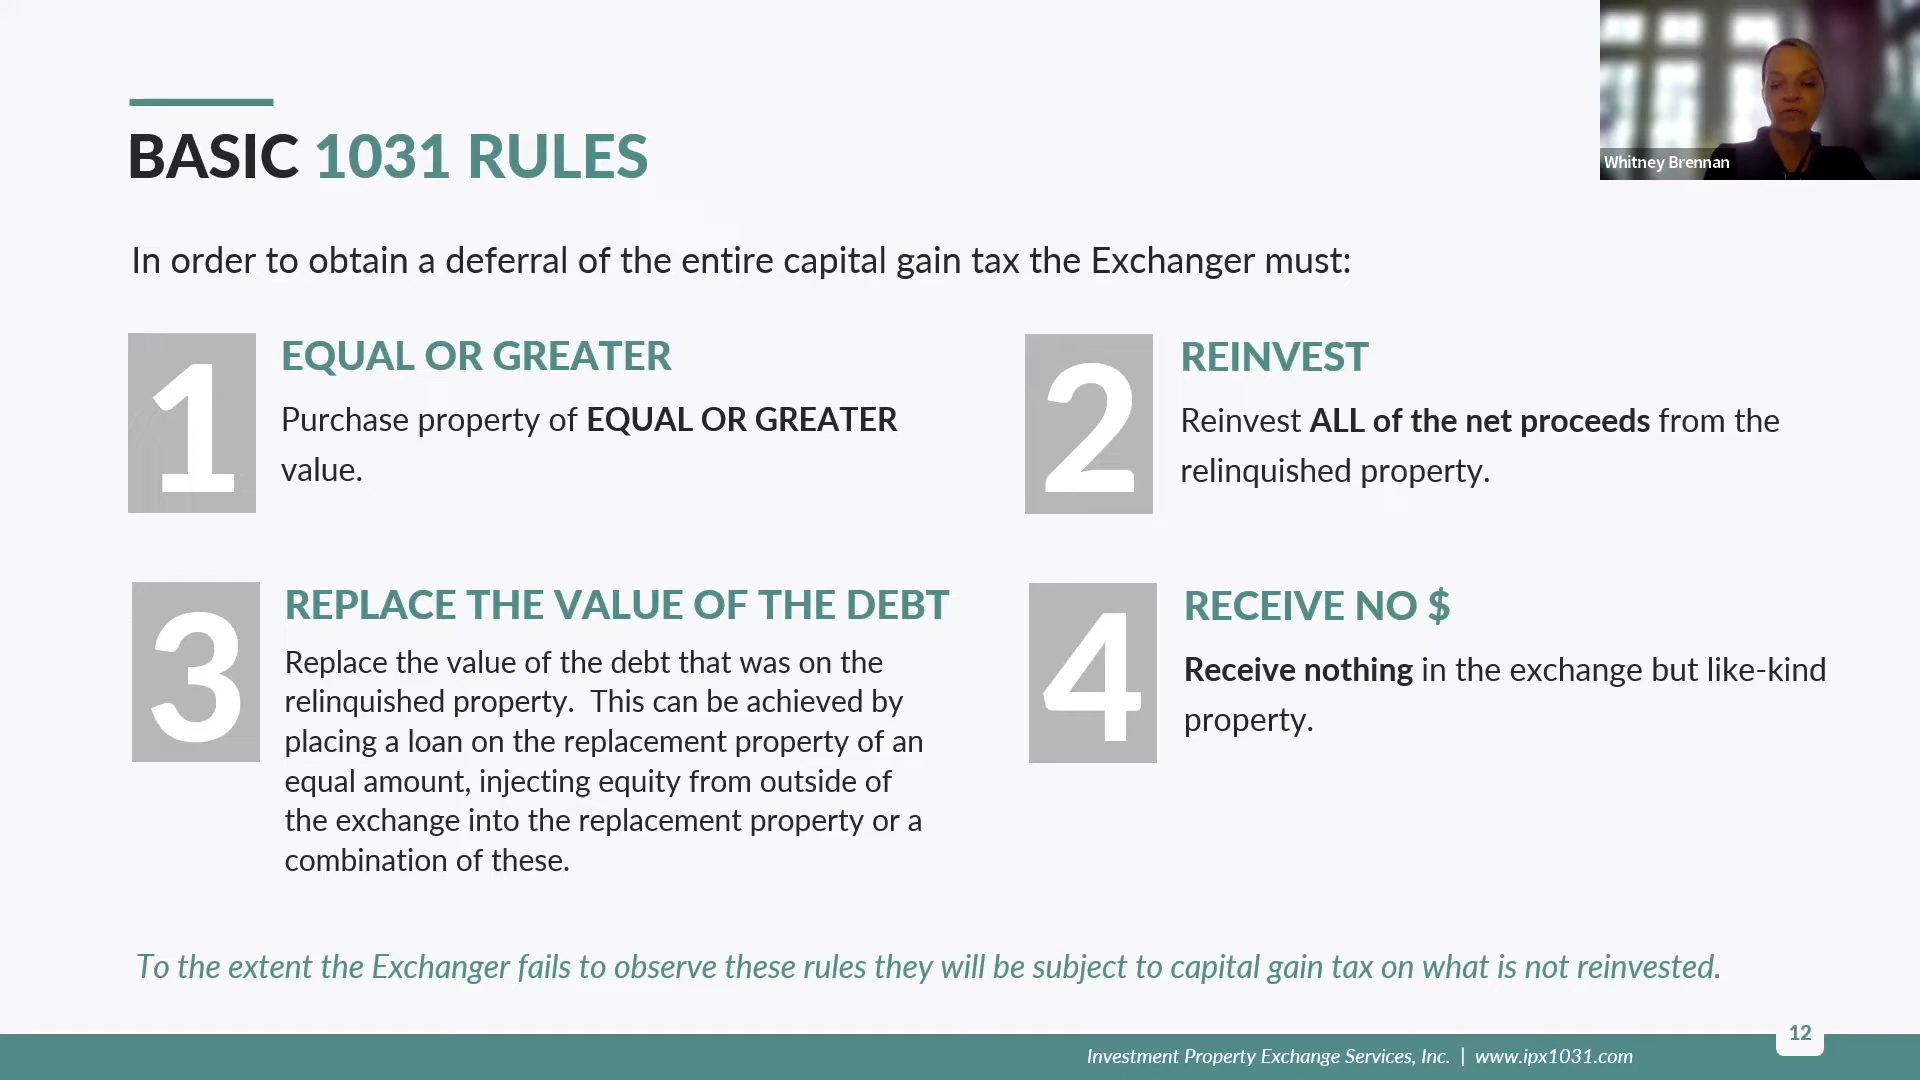 Whitney Brennan
BASIC 1031 RULES
In order to obtain a deferral of the entire capital gain tax the Exchanger must:
1
EQUAL OR GREATER
Purchase property of EQUAL OR GREATER
value.
2
REINVEST
Reinvest ALL of the net proceeds from the
relinquished property.
3
REPLACE THE VALUE OF THE DEBT
Replace the value of the debt that was on the
relinquished property.  This can be achieved by
placing a loan on the replacement property of an
equal amount, injecting equity from outside of
the exchange into the replacement property or a
combination of these.
4
RECEIVE NO $
Receive nothing in the exchange but like-kind
property.
To the extent the Exchanger fails to observe these rules they will be subject to capital gain tax on what is not reinvested.
12
Investment Property Exchange Services, Inc. | www.ipx1031.com